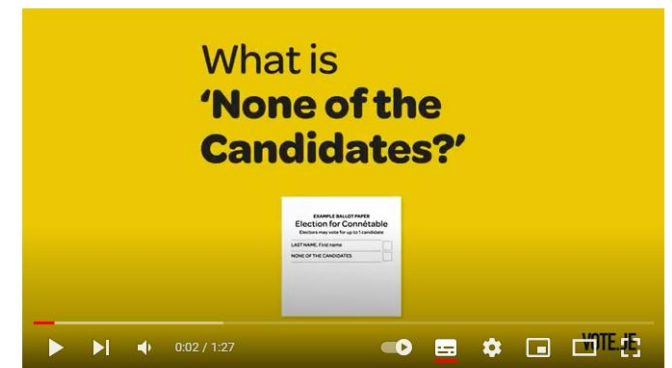 What is
‘None of the
Candidates?’
EXAMPLE BALLOT PAPER
Election for Connétable
Electors may vote for up to 1 candidate
LAST NAME, First name
NONE OF THE CANDIDATES
0:02 / 1:27
VOTE.JE